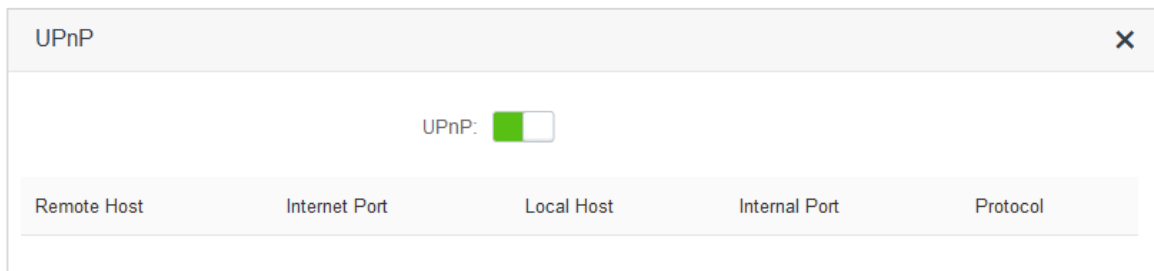 UPnP
UPnP:
Remote Host Internet Port Local Host Internal Port Protocol